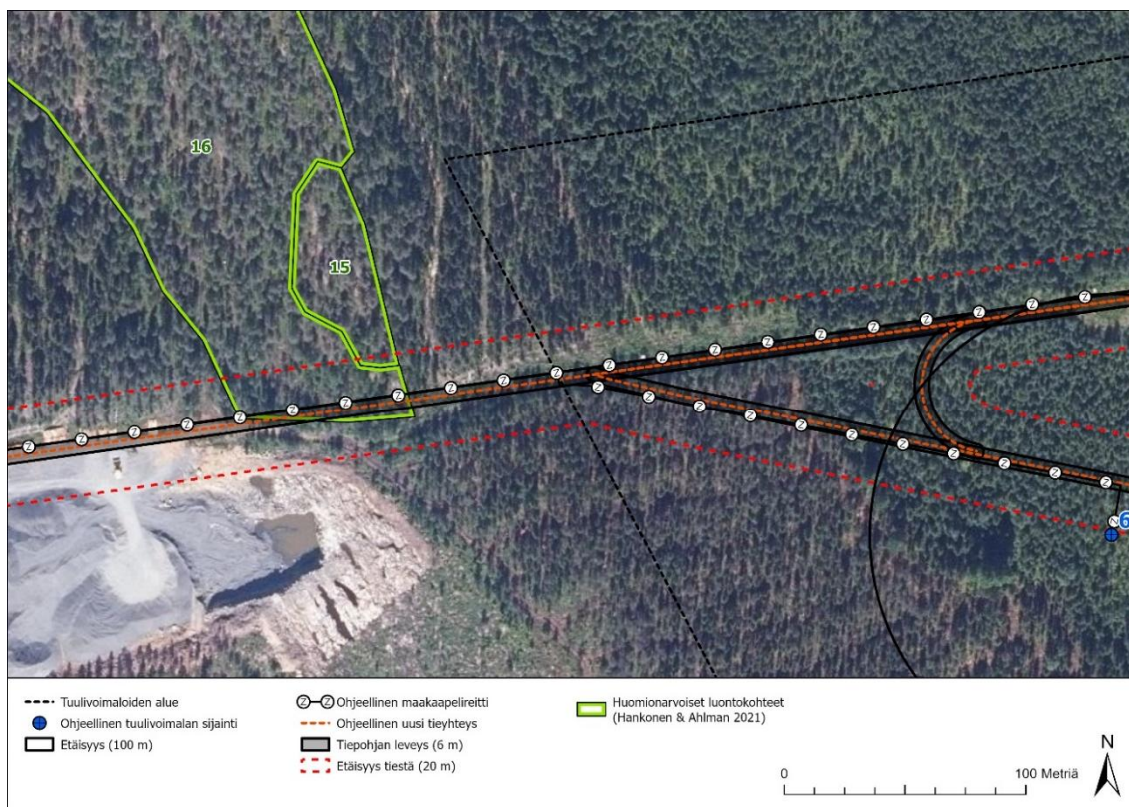 16
15
6
Tuulivoimaloiden alue
Ohjeellinen tuulivoimalan sijainti
Etäisyys (100 m)
Ohjeellinen maakaapelireitti
Ohjeellinen uusi tieyhteys
Tiepohjan leveys (6 m)
Etäisyys tiestä (20 m)
Huomionarvoiset luontokohteet
(Hankonen & Ahlman 2021)
0 100 Metriä
N